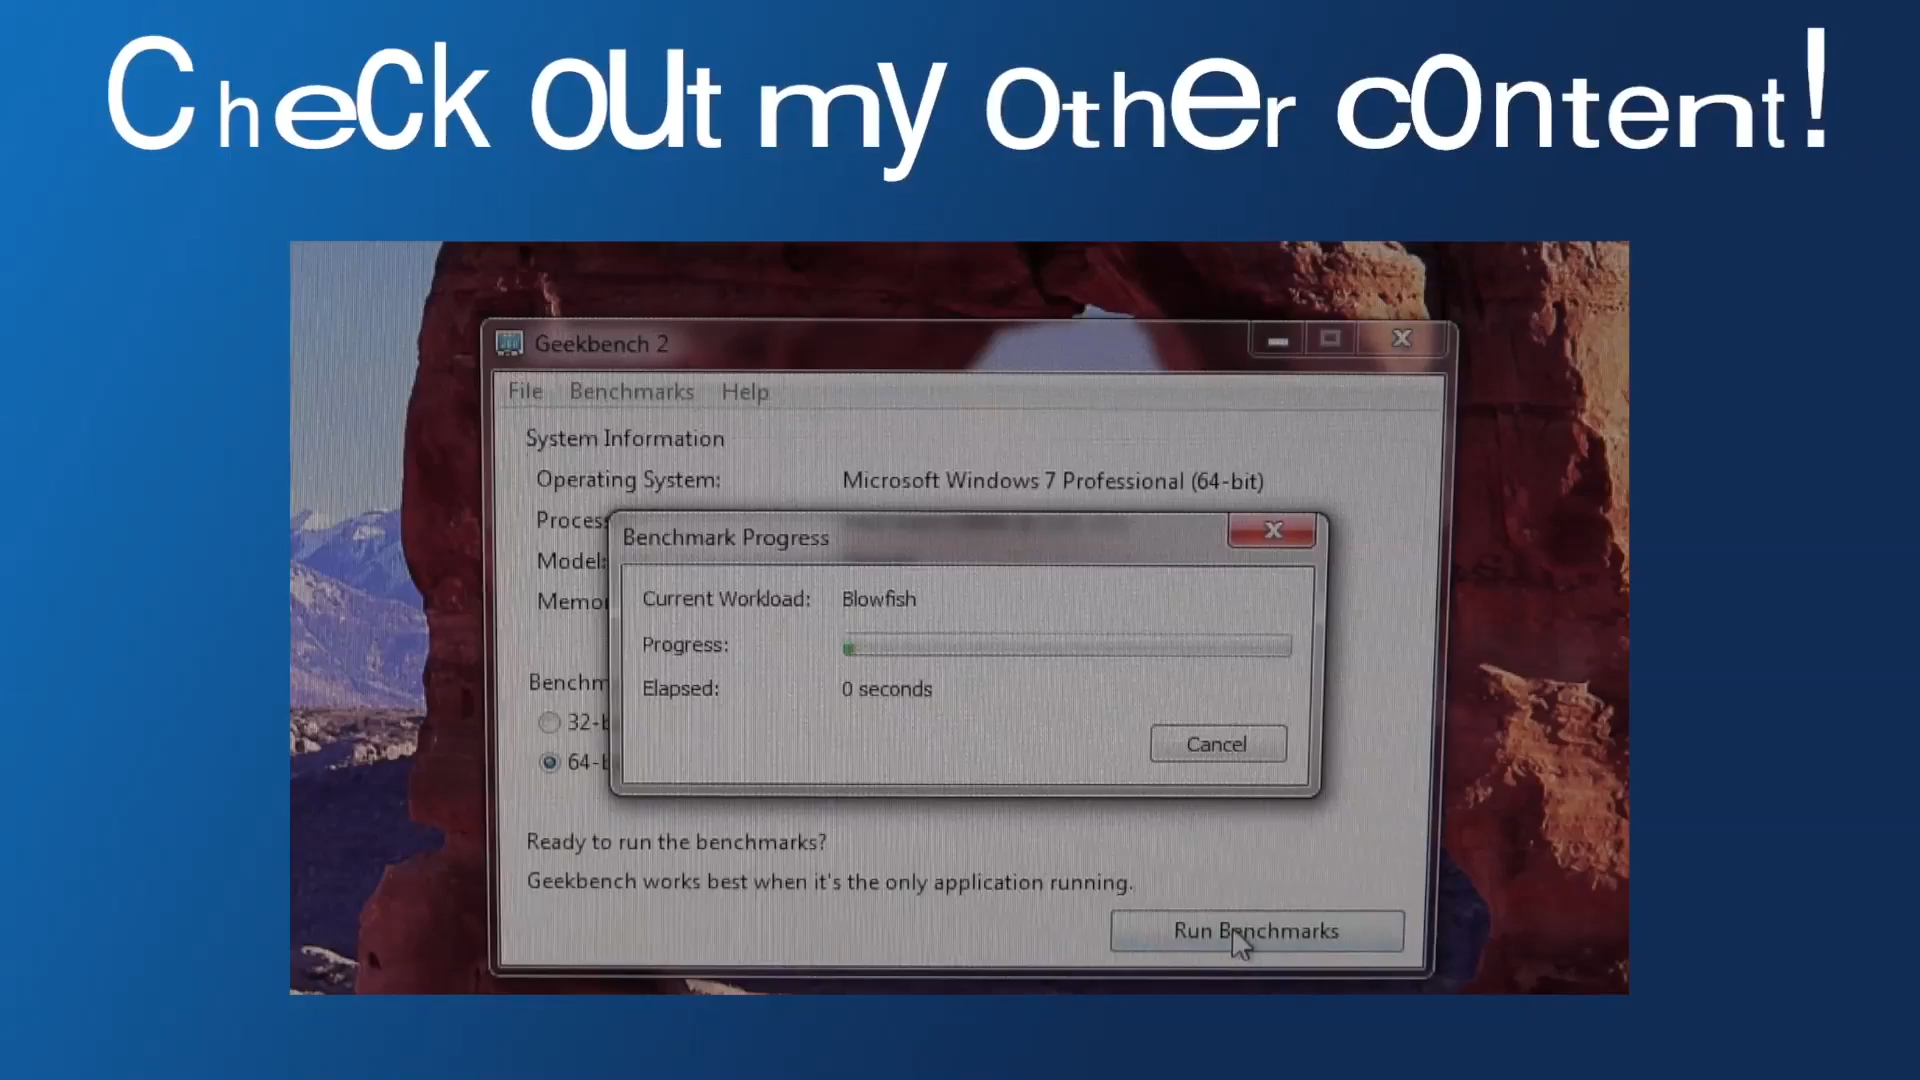 Check out my other content!
Geekbench 2
File Benchmarks Help
System Information
Operating System: Microsoft Windows 7 Professional (64-bit)
Benchmark Progress
Model:
Current Workload: Blowfish
Progress:
Elapsed: 0 seconds
Cancel
Ready to run the benchmarks?
Geekbench works best when it's the only application running.
Run Benchmarks